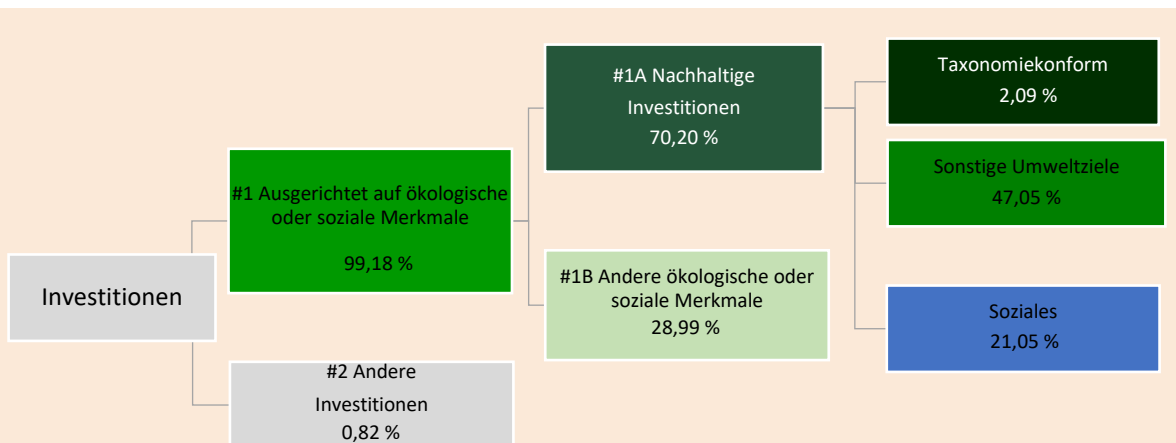 Investitionen
#1 Ausgerichtet auf ökologische
oder soziale Merkmale
99,18 %
#2 Andere
Investitionen
0,82 %
#1A Nachhaltige
Investitionen
70,20 %
#1B Andere ökologische oder
soziale Merkmale
28,99 %
Taxonomiekonform
2,09 %
Sonstige Umweltziele
47,05 %
Soziales
21,05 %